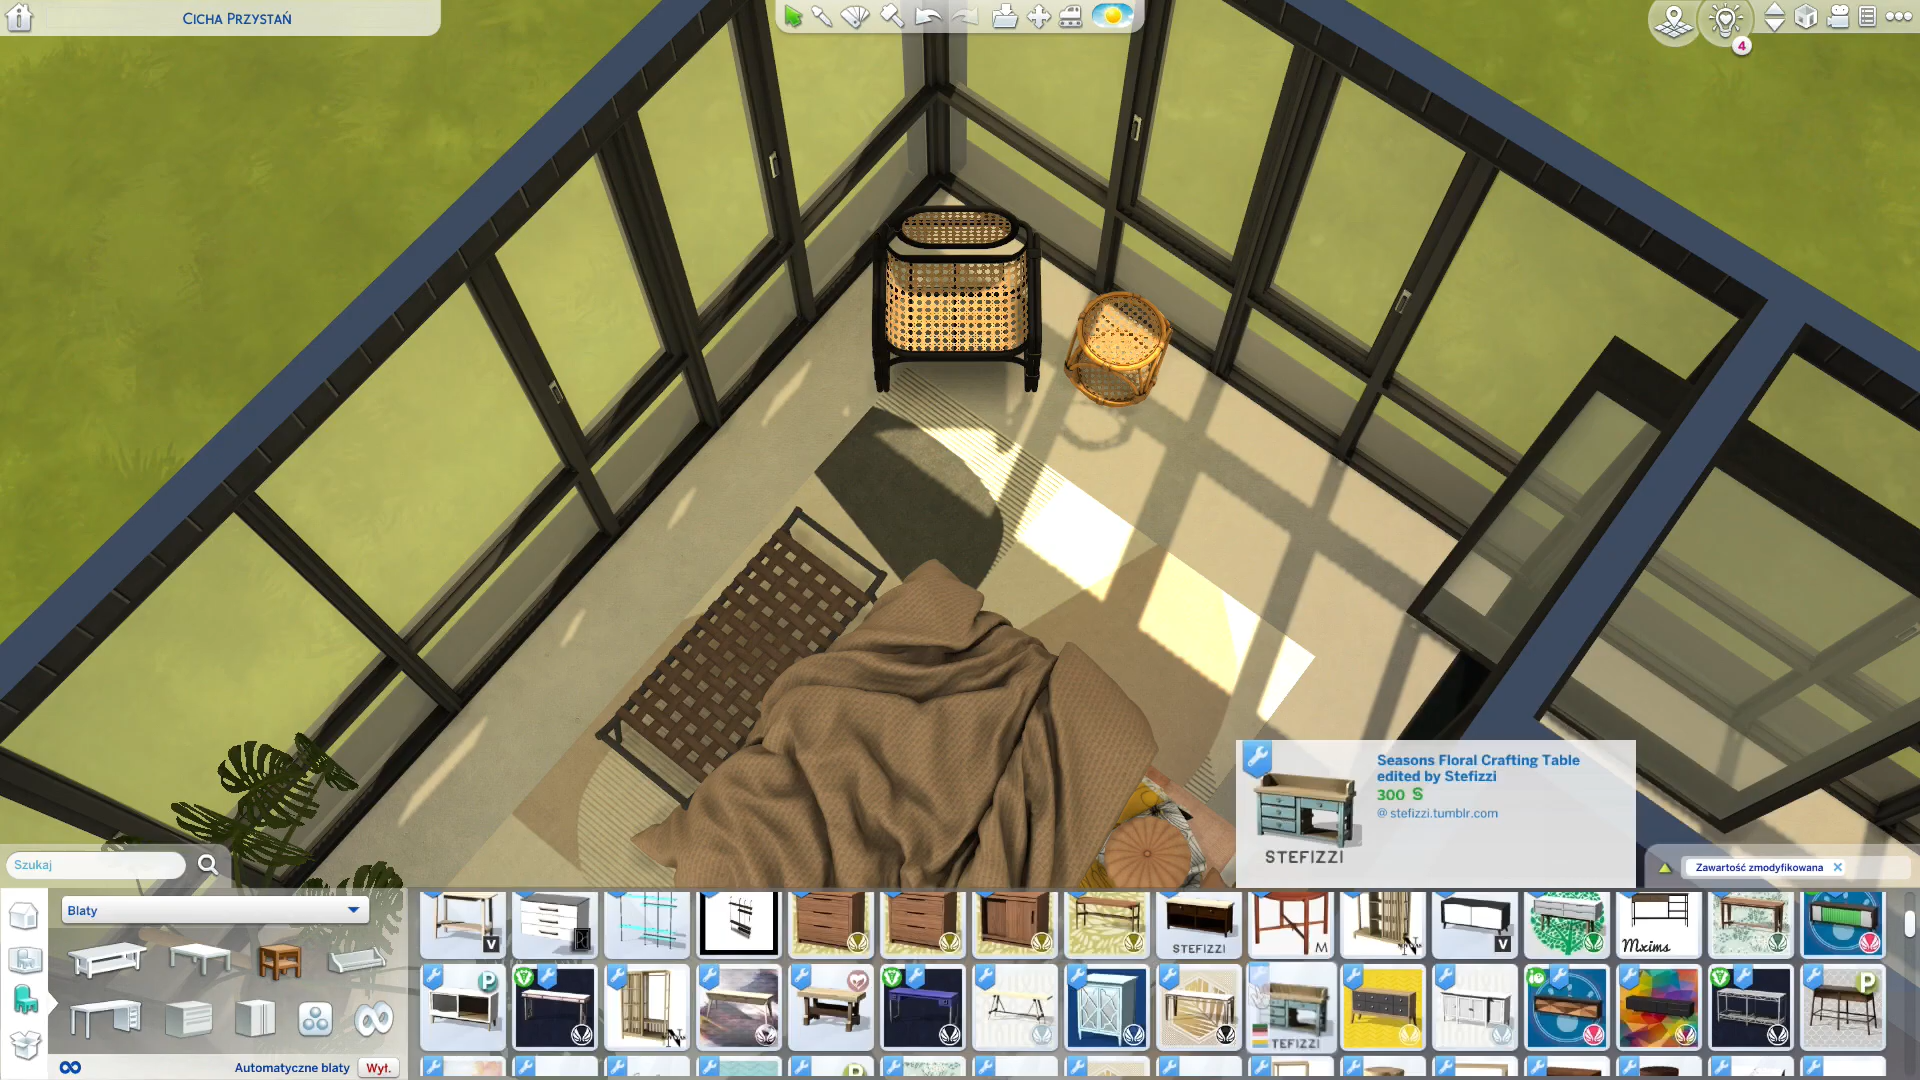 Cicha Przystań
4
Seasons Floral Crafting Table
edited by Stefizzi
300 S
@ stefizzi.tumblr.com
STEFIZZI
Szukaj
Zawartość zmodyfikowana
Blaty
V
STEFIZZI
M
V
Mxims
P
TEFIZZI
P
P
Automatyczne blaty
Wył.